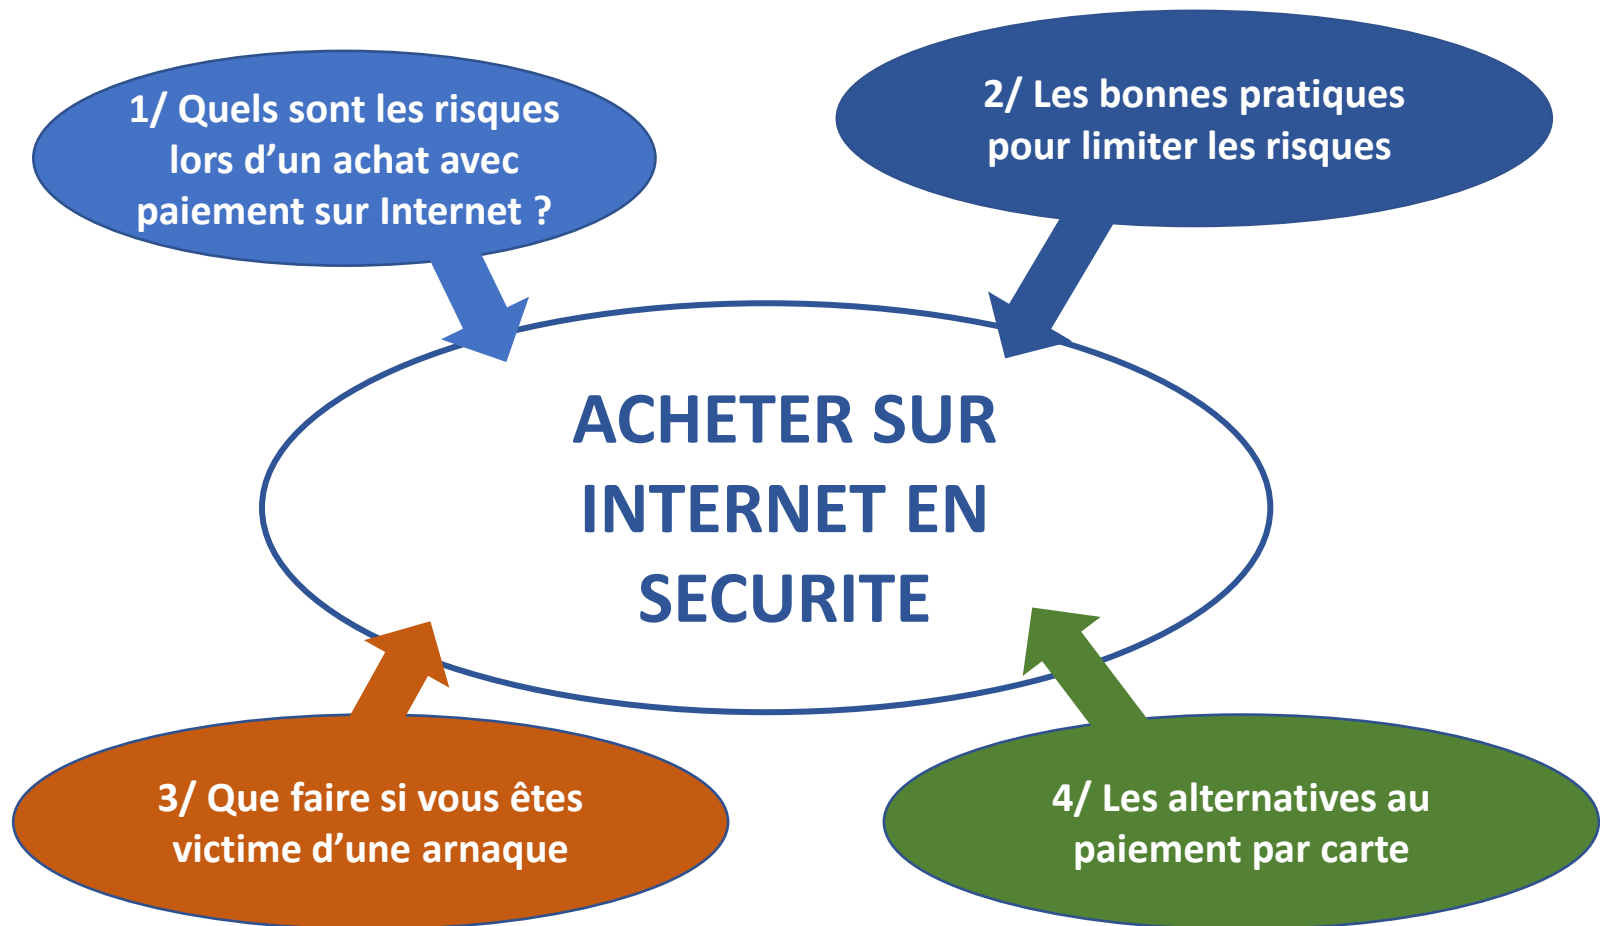 1/ Quels sont les risques
lors d’un achat avec
paiement sur Internet ?
2/ Les bonnes pratiques
pour limiter les risques
ACHETER SUR
INTERNET EN
SECURITE
3/ Que faire si vous êtes
victime d’une arnaque
4/ Les alternatives au
paiement par carte